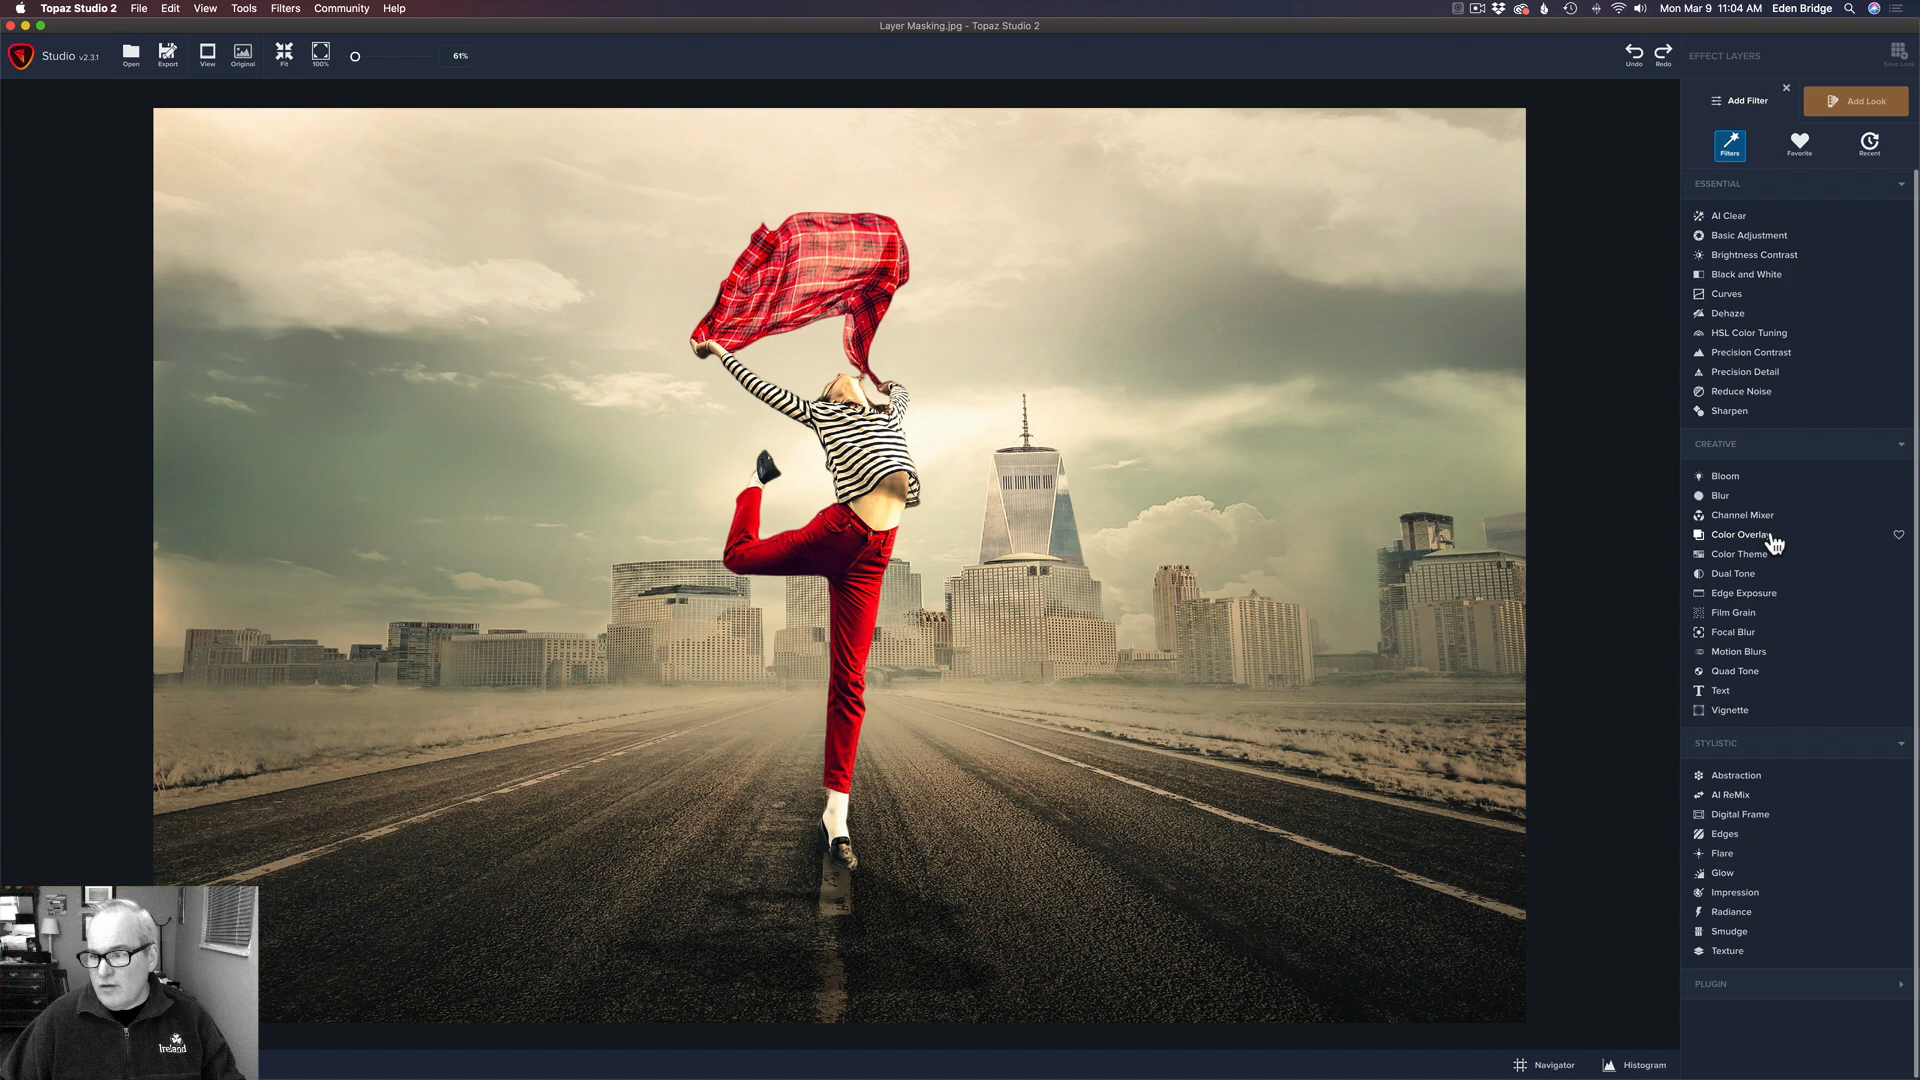 Topaz Studio 2 File Edit View Tools Filters Community Help Mon Mar 9 11:04 AM Eden Bridge
Layer Masking.jpg - Topaz Studio 2
Studio v2.3.1 Open Export View Original Fit 100% 61% Undo Redo EFFECT LAYERS Save Look
Add Filter Add Look
Filters Favorite Recent
ESSENTIAL
AI Clear
Basic Adjustment
Brightness Contrast
Black and White
Curves
Dehaze
HSL Color Tuning
Precision Contrast
Precision Detail
Reduce Noise
Sharpen
CREATIVE
Bloom
Blur
Channel Mixer
Color Overlay
Color Theme
Dual Tone
Edge Exposure
Film Grain
Focal Blur
Motion Blurs
Quad Tone
Text
Vignette
STYLISTIC
Abstraction
AI ReMix
Digital Frame
Edges
Flare
Glow
Impression
Radiance
Smudge
Texture
PLUGIN
Ireland
Navigator Histogram